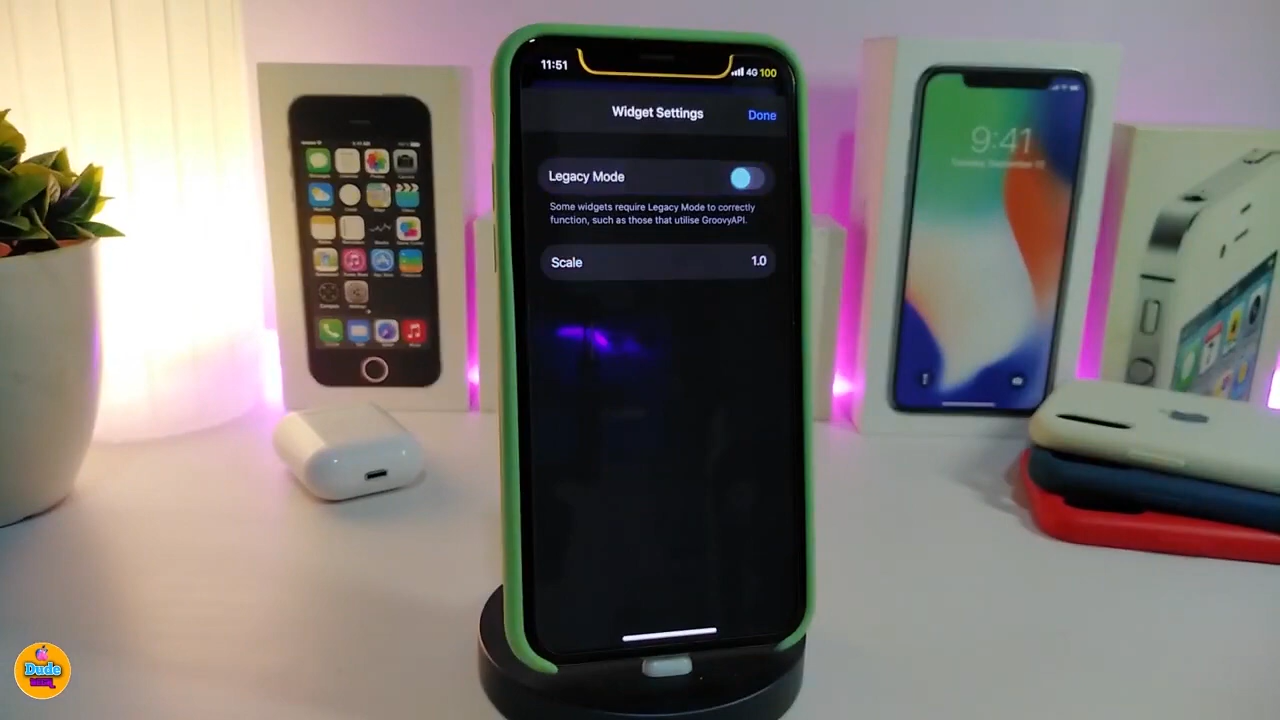 11:51
4G 100
Widget Settings
Done
Legacy Mode
Some widgets require Legacy Mode to correctly
function, such as those that utilise GroovyAPI.
Scale
1.0
9:41
Dude